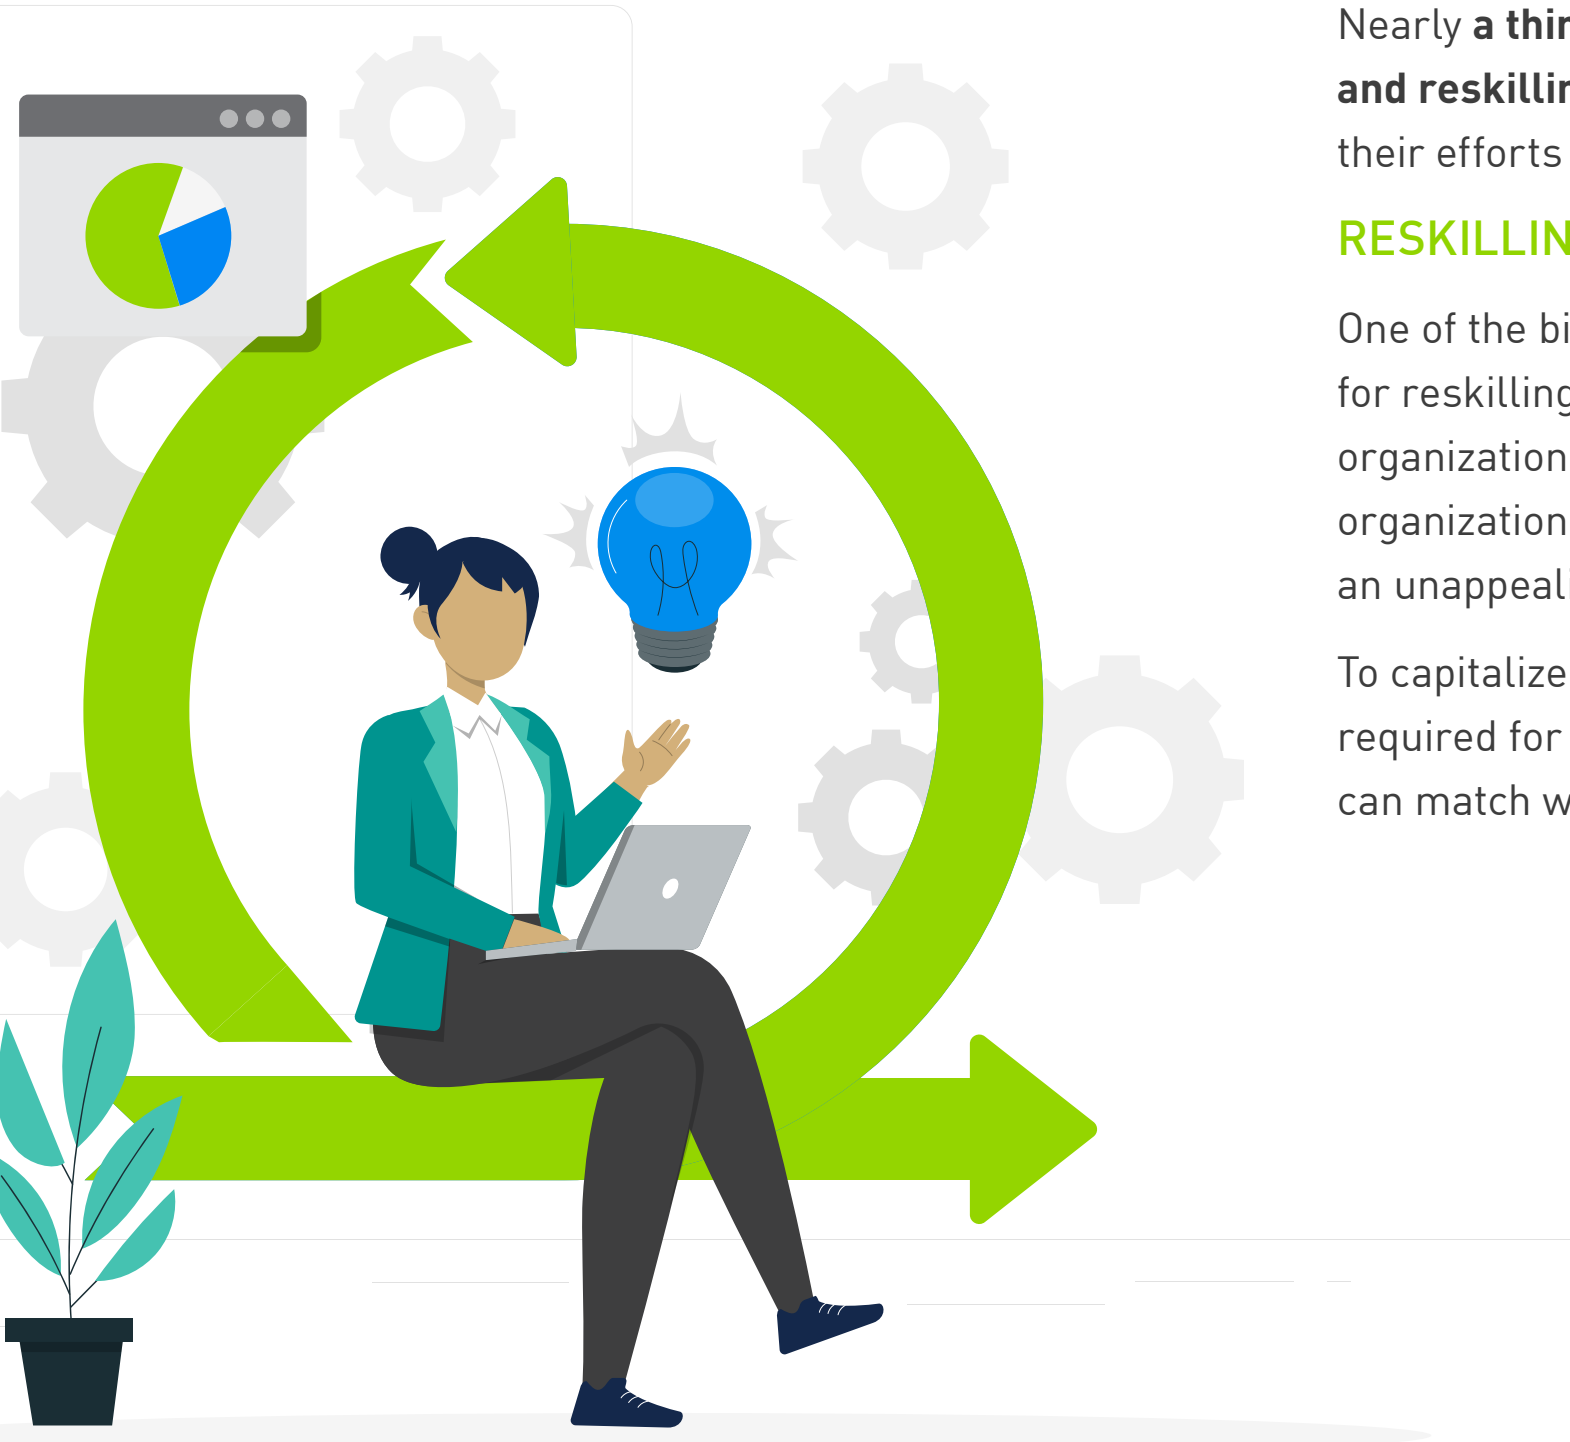 Nearly a thir
and reskillin
their efforts
RESKILLIN
One of the bi
for reskilling
organization
organization
an unappeali
To capitalize
required for
can match w